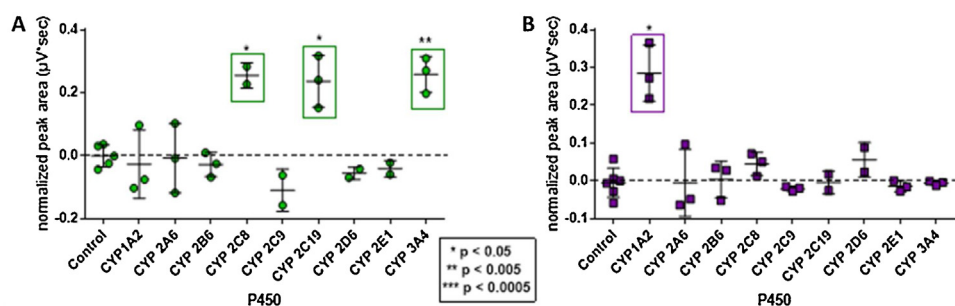 A
normalized peak area (µV*sec)
0.4
0.2
0.0
-0.2
*
*
**
Control
CYP1A2
CYP 2A6
CYP 2B6
CYP 2C8
CYP 2C9
CYP 2C19
CYP 2D6
CYP 2E1
CYP 3A4
P450
* p < 0.05
** p < 0.005
*** p < 0.0005
B
normalized peak area (µV*sec)
0.4
0.3
0.2
0.1
0.0
-0.1
*
Control
CYP1A2
CYP 2A6
CYP 2B6
CYP 2C8
CYP 2C9
CYP 2C19
CYP 2D6
CYP 2E1
CYP 3A4
P450